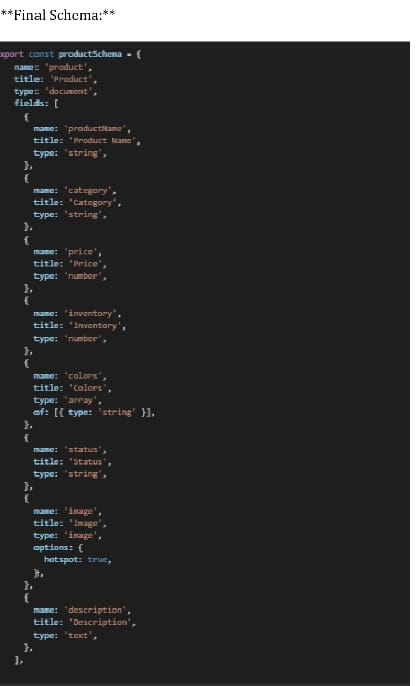 **Final Schema:**
xport const productSchema = {
name: 'product',
title: 'Product',
type: 'document',
fields: [
{
name: 'productName',
title: 'Product Name',
type: 'string',
},
{
name: 'category',
title: 'Category',
type: 'string',
},
{
name: 'price',
title: 'Price',
type: 'number',
},
{
name: 'inventory',
title: 'Inventory',
type: 'number',
},
{
name: 'colors',
title: 'Colors',
type: 'array',
of: [{ type: 'string' }],
},
{
name: 'status',
title: 'Status',
type: 'string',
},
{
name: 'image',
title: 'Image',
type: 'image',
options: {
hotspot: true,
},
},
{
name: 'description',
title: 'Description',
type: 'text',
},
],